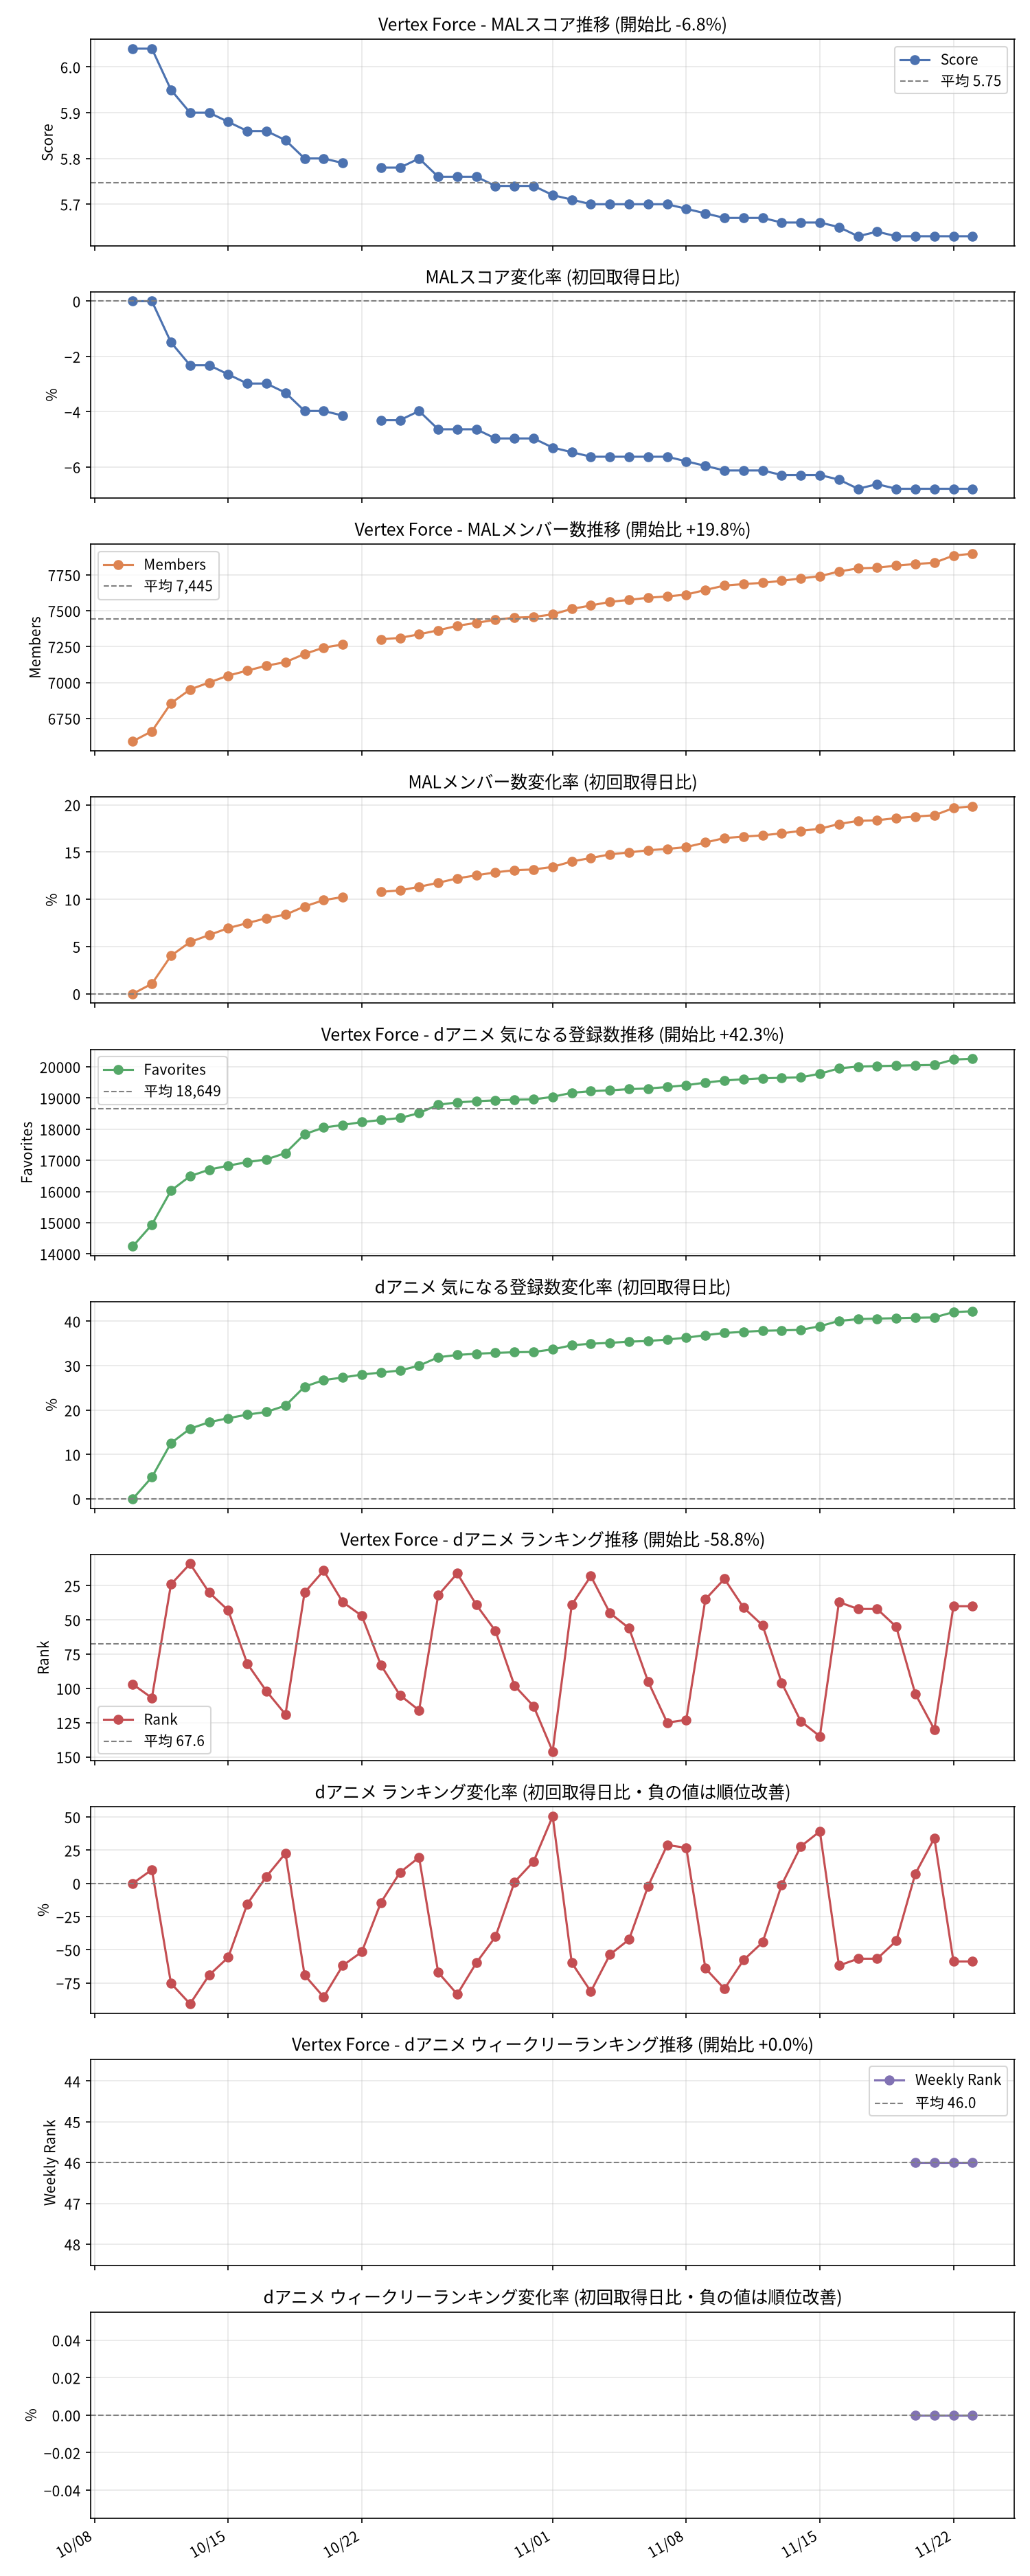 Vertex Force - MALスコア推移 (開始比 -6.8%)
Score
6.0
5.9
5.8
5.7
Score
平均 5.75
MALスコア変化率 (初回取得日比)
%
0
−2
−4
−6
Vertex Force - MALメンバー数推移 (開始比 +19.8%)
Members
7750
7500
7250
7000
6750
Members
平均 7,445
MALメンバー数変化率 (初回取得日比)
%
20
15
10
5
0
Vertex Force - dアニメ 気になる登録数推移 (開始比 +42.3%)
Favorites
20000
19000
18000
17000
16000
15000
14000
Favorites
平均 18,649
dアニメ 気になる登録数変化率 (初回取得日比)
%
40
30
20
10
0
Vertex Force - dアニメ ランキング推移 (開始比 -58.8%)
Rank
25
50
75
100
125
150
Rank
平均 67.6
dアニメ ランキング変化率 (初回取得日比・負の値は順位改善)
%
50
25
0
−25
−50
−75
Vertex Force - dアニメ ウィークリーランキング推移 (開始比 +0.0%)
Weekly Rank
44
45
46
47
48
Weekly Rank
平均 46.0
dアニメ ウィークリーランキング変化率 (初回取得日比・負の値は順位改善)
%
0.04
0.02
0.00
−0.02
−0.04
10/08
10/15
10/22
11/01
11/08
11/15
11/22